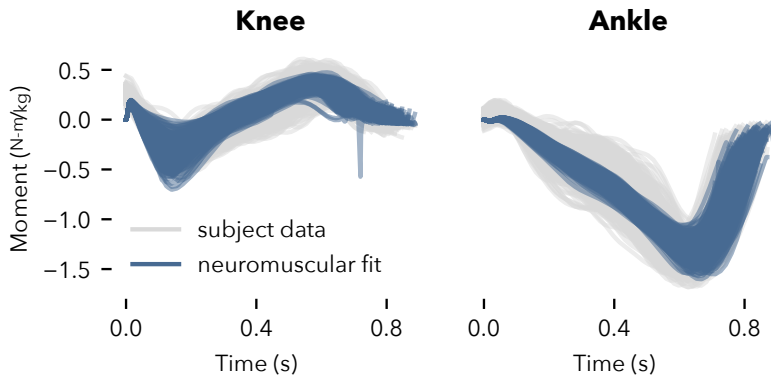 Knee
Ankle
Moment (N-m/kg)
0.5
0.0
−0.5
−1.0
−1.5
subject data
neuromuscular fit
0.0 0.4 0.8
0.0 0.4 0.8
Time (s)
Time (s)